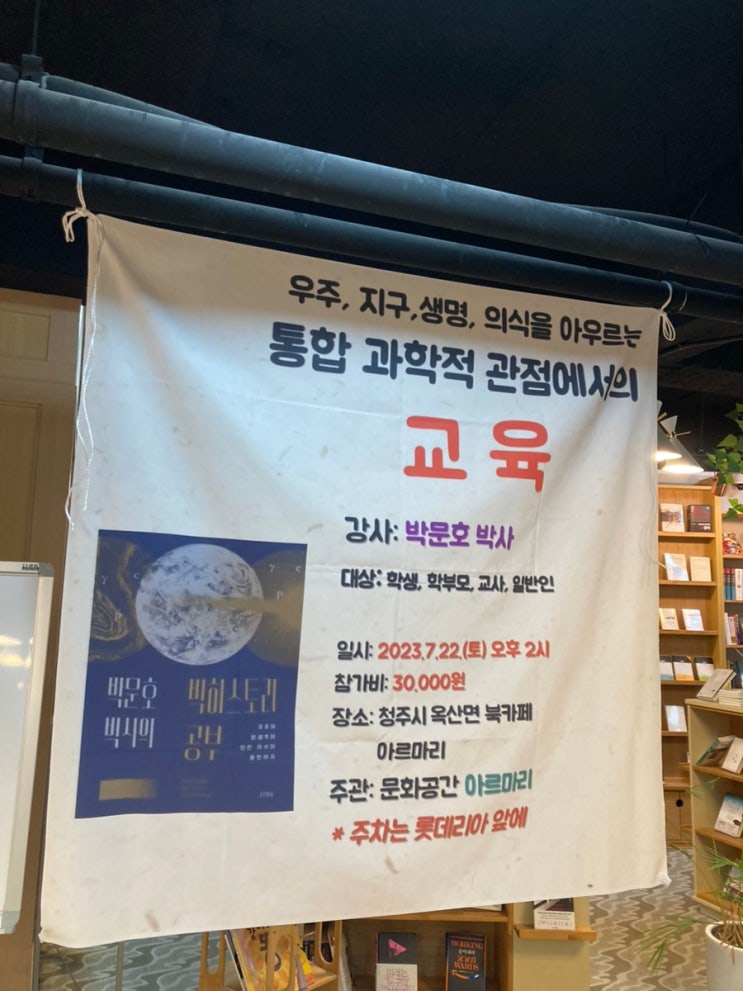 우주, 지구,생명, 의식을 아우르는
통합 과학적 관점에서의
교육
강사: 박문호 박사
대상: 학생, 학부모, 교사, 일반인
일시: 2023.7.22.(토) 오후 2시
참가비: 30,000원
장소: 청주시 옥산면 북카페
아르마리
주관: 문화공간 아르마리
* 주차는 롯데리아 앞에
박문호 빅히스토리
박사의 공부
WORKING
BACKWARDS